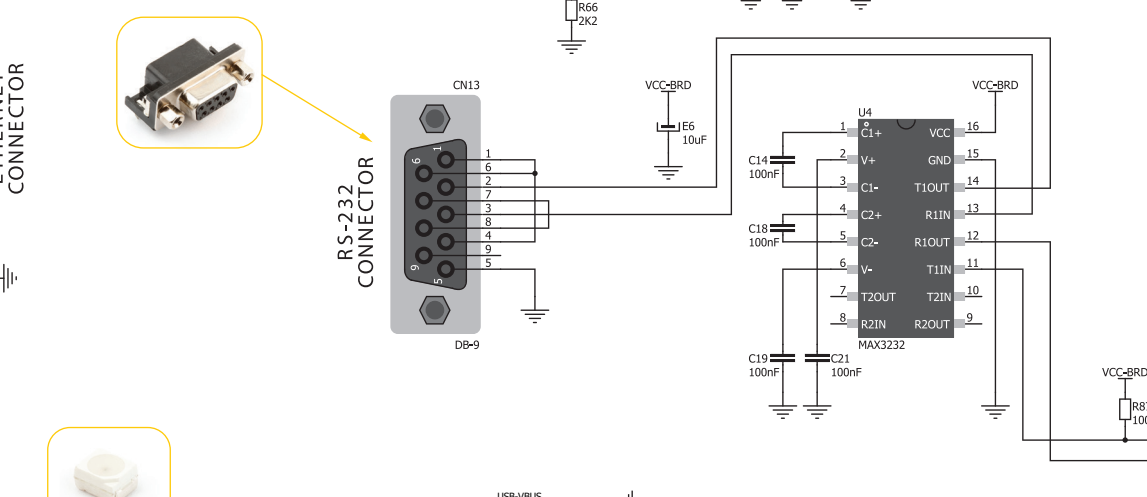 R66
2K2
CONNECTOR
CN13
RS-232
CONNECTOR
1
6
2
7
3
8
4
9
5
1
6
9
5
DB-9
VCC-BRD
E6
10uF
VCC-BRD
U4
1 C1+ VCC 16
2 V+ GND 15
3 C1- T1OUT 14
4 C2+ R1IN 13
5 C2- R1OUT 12
6 V- T1IN 11
7 T2OUT T2IN 10
8 R2IN R2OUT 9
MAX3232
C14
100nF
C18
100nF
C19
100nF
C21
100nF
VCC-BRD
USB-VBUS